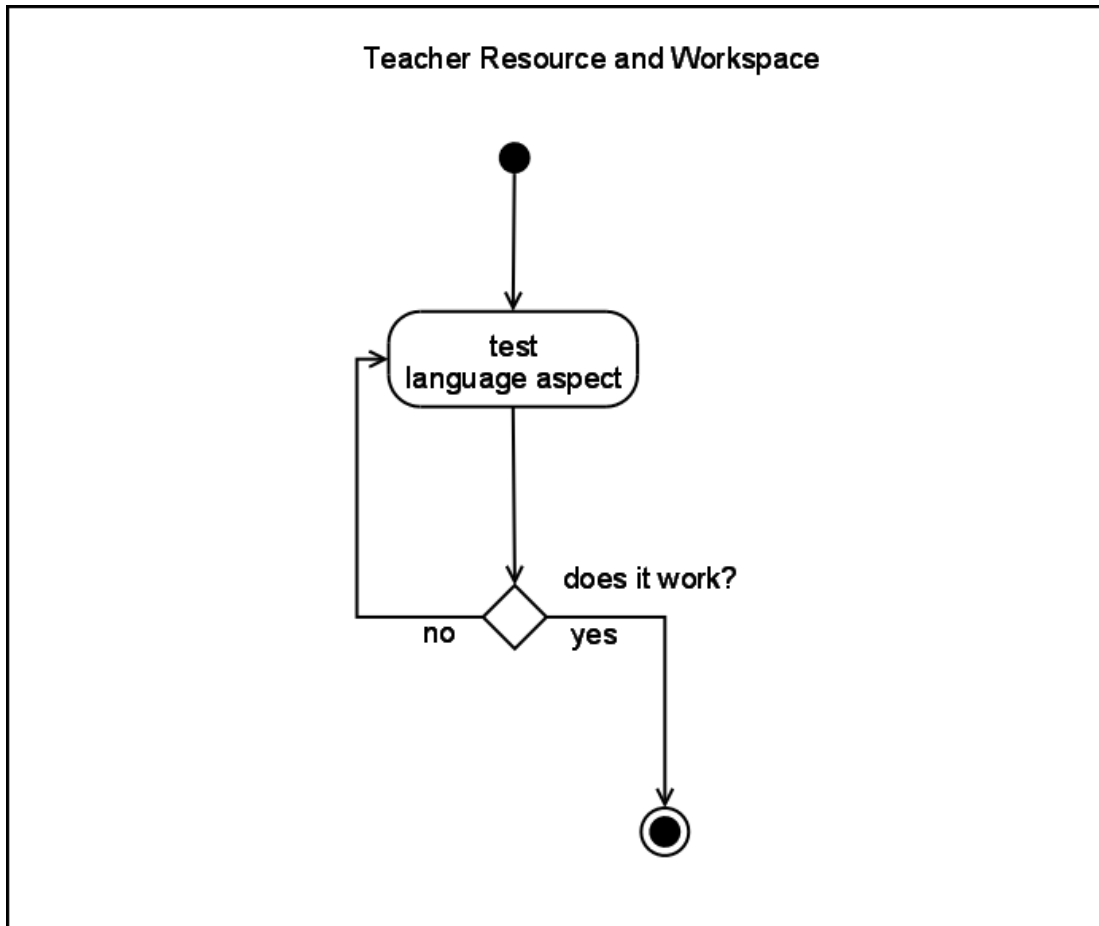 Teacher Resource and Workspace
test
language aspect
does it work?
no
yes